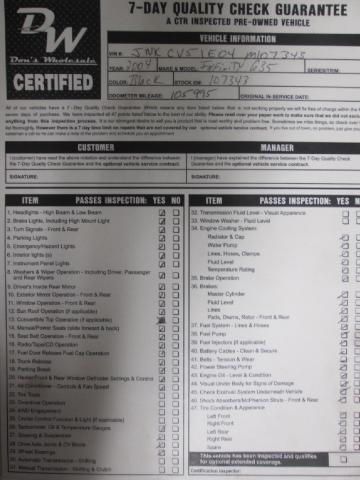 DW
Don's Wholesale
CERTIFIED
7-DAY QUALITY CHECK GUARANTEE
A CTR INSPECTED PRE-OWNED VEHICLE
VEHICLE INFORMATION
VIN #: JNKCV51E04M107343
YEAR: 2004 MAKE & MODEL: Infiniti G35 SERIES/ITEM:
COLOR: Black STOCK ID#: 107343
ODOMETER MILEAGE: 105995 ORIGINAL IN-SERVICE DATE:
CUSTOMER
MANAGER
SIGNATURE:
SIGNATURE:
ITEM PASSES INSPECTION: YES NO
1. Headlights - High Beam & Low Beam
2. Brake Lights, Including High Mount Light
3. Turn Signals - Front & Rear
4. Parking Lights
5. Emergency/Hazard Lights
6. Interior lights (s)
7. Instrument Panel Lights
8. Washers & Wiper Operation - Including Driver, Passenger
and Rear Wipers
9. Driver's Inside Rear Mirror
10. Exterior Mirror Operation - Front & Rear
11. Window Operation - Front & Rear
12. Sun Roof Operation (if applicable)
13. Convertible Top Operation (if applicable)
14. Manual/Power Seats (slide forward & back)
15. Seat Belt Operation - Front & Rear
16. Radio/Tape/CD Operation
17. Fuel Door Release Fuel Cap Operation
18. Trunk Release
19. Parking Break
20. Heater/Front & Rear Window Defroster Settings & Control
21. Air Conditioner - Controls & Fan Speed
22. Tire Tools
23. Overdrive Operation
24. 4WD Engagement
25. Cruise Control Function & Light (if applicable)
26. Tachometer, Oil & Temperature Gauges
27. Steering & Suspension
28. Drive Axle Joints & CV Boots
29. Wheel Bearings
30. Automatic Transmission - Shifting
31. Manual Transmission - Shifting & Clutch
ITEM PASSES INSPECTION: YES NO
32. Transmission Fluid Level - Visual Appearance
33. Window Washer - Fluid Level
34. Engine Cooling System
Radiator & Cap
Water Pump
Lines, Hoses, Clamps
Fluid Level
Temperature Rating
35. Brake Operation
36. Brakes:
Master Cylinder
Fluid Level
Lines
Pads, Drums, Rotor - Front & Rear
37. Fuel System - Lines & Hoses
38. Fuel Pump
39. Fuel Injectors (if applicable)
40. Battery Cables - Clean & Secure
41. Belts - Tension & Wear
42. Power Steering Pump
43. Engine Oil - Level & Condition
44. Visual Under Body for Signs of Damage
45. Check Exhaust System Underneath Vehicle
46. Shock Absorbers/McPherson Struts - Front & Rear
47. Tire Condition & Appearance
Left Front
Right Front
Left Rear
Right Rear
Spare
This vehicle has been inspected and qualifies
for optional extended coverage.
Certification Inspector: